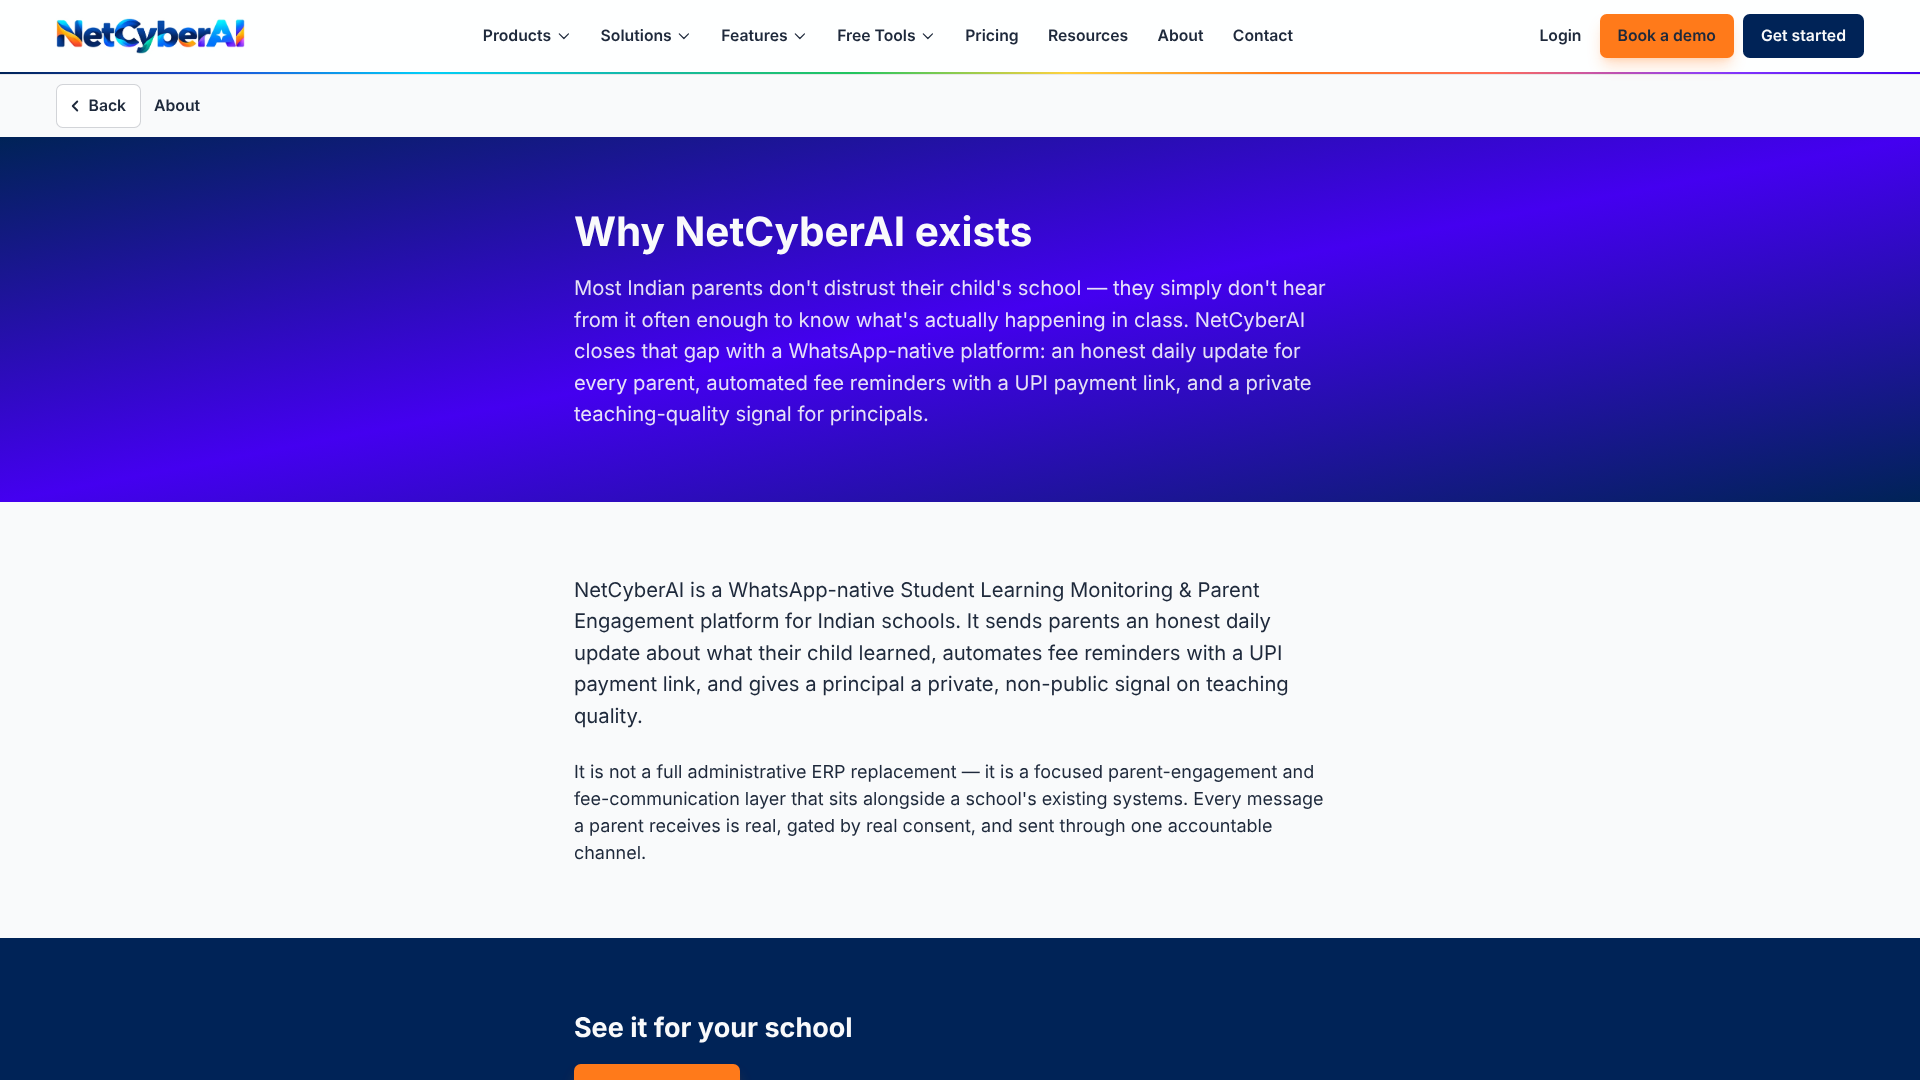 NetCyberAI
Products
Solutions
Features
Free Tools
Pricing
Resources
About
Contact
Login
Book a demo
Get started
Back
About
Why NetCyberAI exists
Most Indian parents don't distrust their child's school — they simply don't hear
from it often enough to know what's actually happening in class. NetCyberAI
closes that gap with a WhatsApp-native platform: an honest daily update for
every parent, automated fee reminders with a UPI payment link, and a private
teaching-quality signal for principals.
NetCyberAI is a WhatsApp-native Student Learning Monitoring & Parent
Engagement platform for Indian schools. It sends parents an honest daily
update about what their child learned, automates fee reminders with a UPI
payment link, and gives a principal a private, non-public signal on teaching
quality.
It is not a full administrative ERP replacement — it is a focused parent-engagement and
fee-communication layer that sits alongside a school's existing systems. Every message
a parent receives is real, gated by real consent, and sent through one accountable
channel.
See it for your school